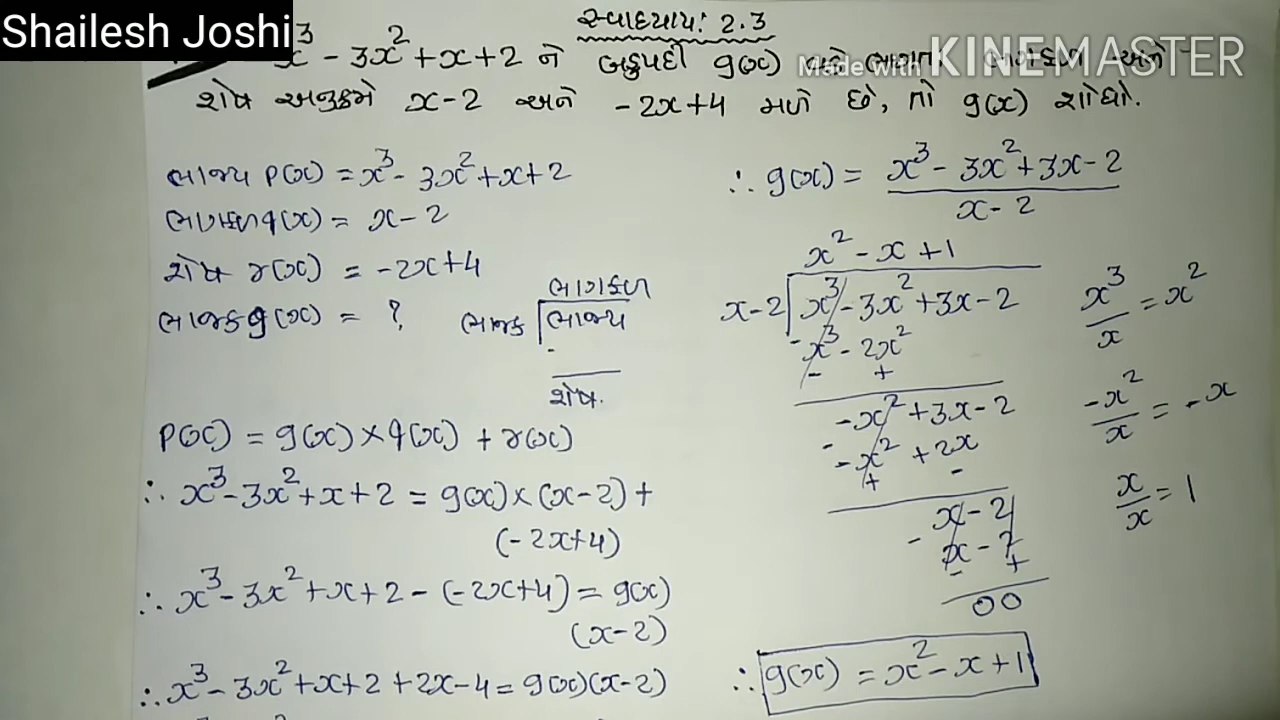 Shailesh Joshi
સ્વાધ્યાય: 2.3
x³ - 3x² + x + 2 ને બહુપદી g(x) વડે ભાગતા ભાગફળ અને
Made with KINEMASTER
શેષ અનુક્રમે x-2 અને -2x+4 મળે છે, તો g(x) શોધો.
ભાજ્ય P(x) = x³ - 3x² + x + 2
ભાગફળ q(x) = x - 2
શેષ r(x) = -2x+4
ભાજક g(x) = ?
ભાગફળ
ભાજક ભાજ્ય
-
શેષ.
P(x) = g(x) × q(x) + r(x)
∴ x³ - 3x² + x + 2 = g(x) × (x-2) +
(-2x+4)
∴ x³ - 3x² + x + 2 - (-2x+4) = g(x)
(x-2)
∴ x³ - 3x² + x + 2 + 2x - 4 = g(x)(x-2)
∴ g(x) = x³ - 3x² + 3x - 2
x - 2
x² - x + 1
x-2 x³ - 3x² + 3x - 2
- x³ - 2x²
- +
-x² + 3x - 2
- -x² + 2x
+ -
x - 2
- x - 2
- +
00
x³/x = x²
-x²/x = -x
x/x = 1
∴ g(x) = x² - x + 1